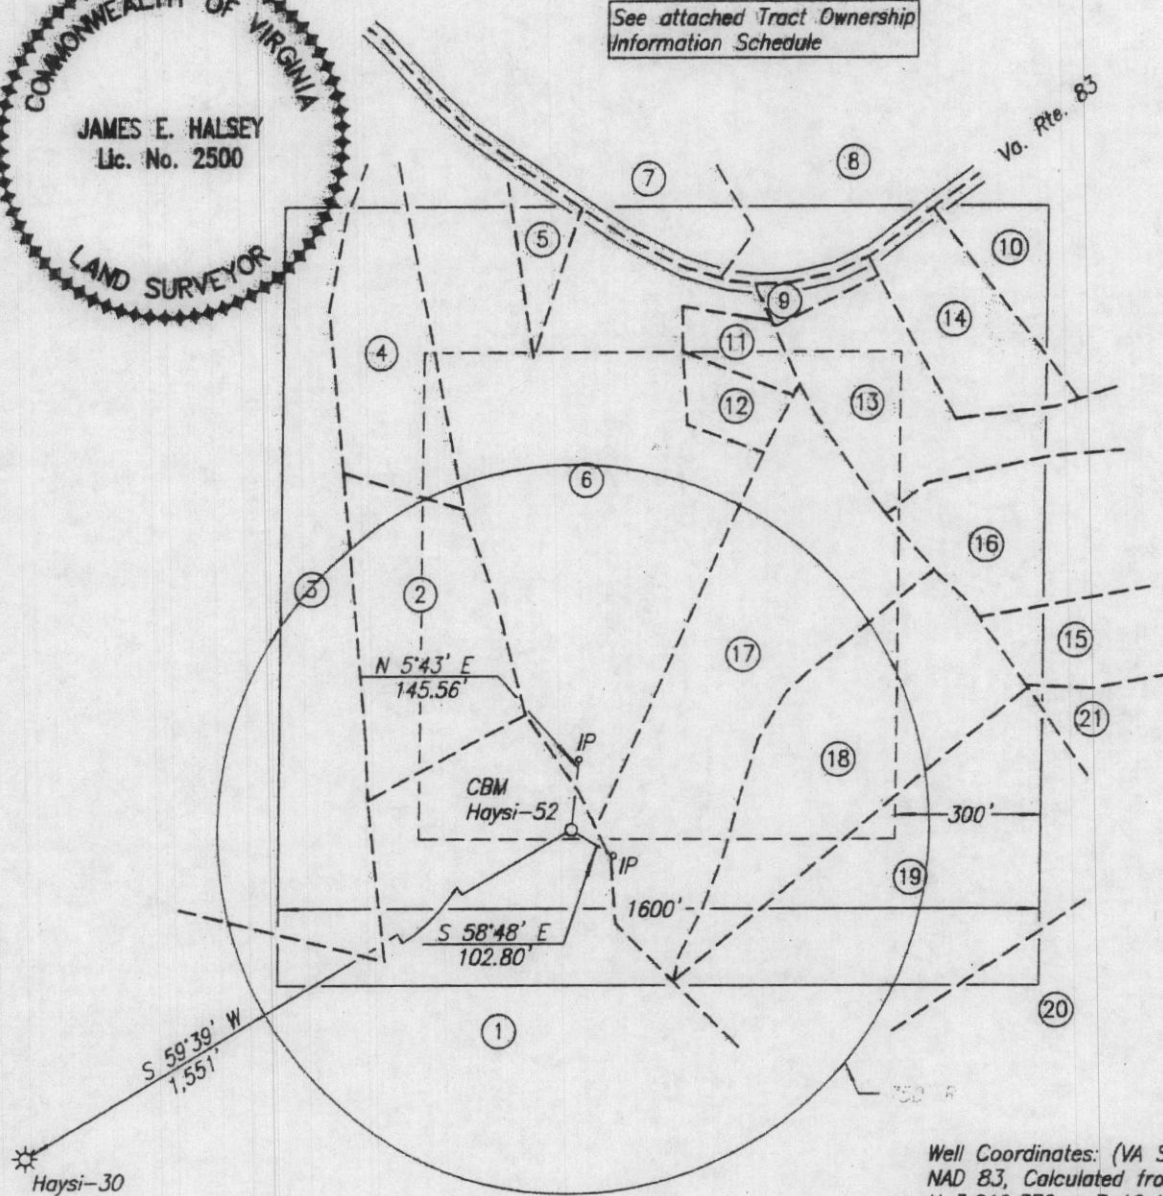 COMMONWEALTH OF VIRGINIA
JAMES E. HALSEY
Lic. No. 2500
LAND SURVEYOR
See attached Tract Ownership
Information Schedule
Va. Rte. 83
7
8
5
10
9
14
4
11
12
13
6
16
3
2
15
17
N 5°43' E
145.56'
21
IP
18
CBM
Haysi-52
300'
IP
19
1600'
S 58°48' E
102.80'
20
1
S 59°39' W
1,551'
Haysi-30
Well Coordinates: (VA
NAD 83, Calculated